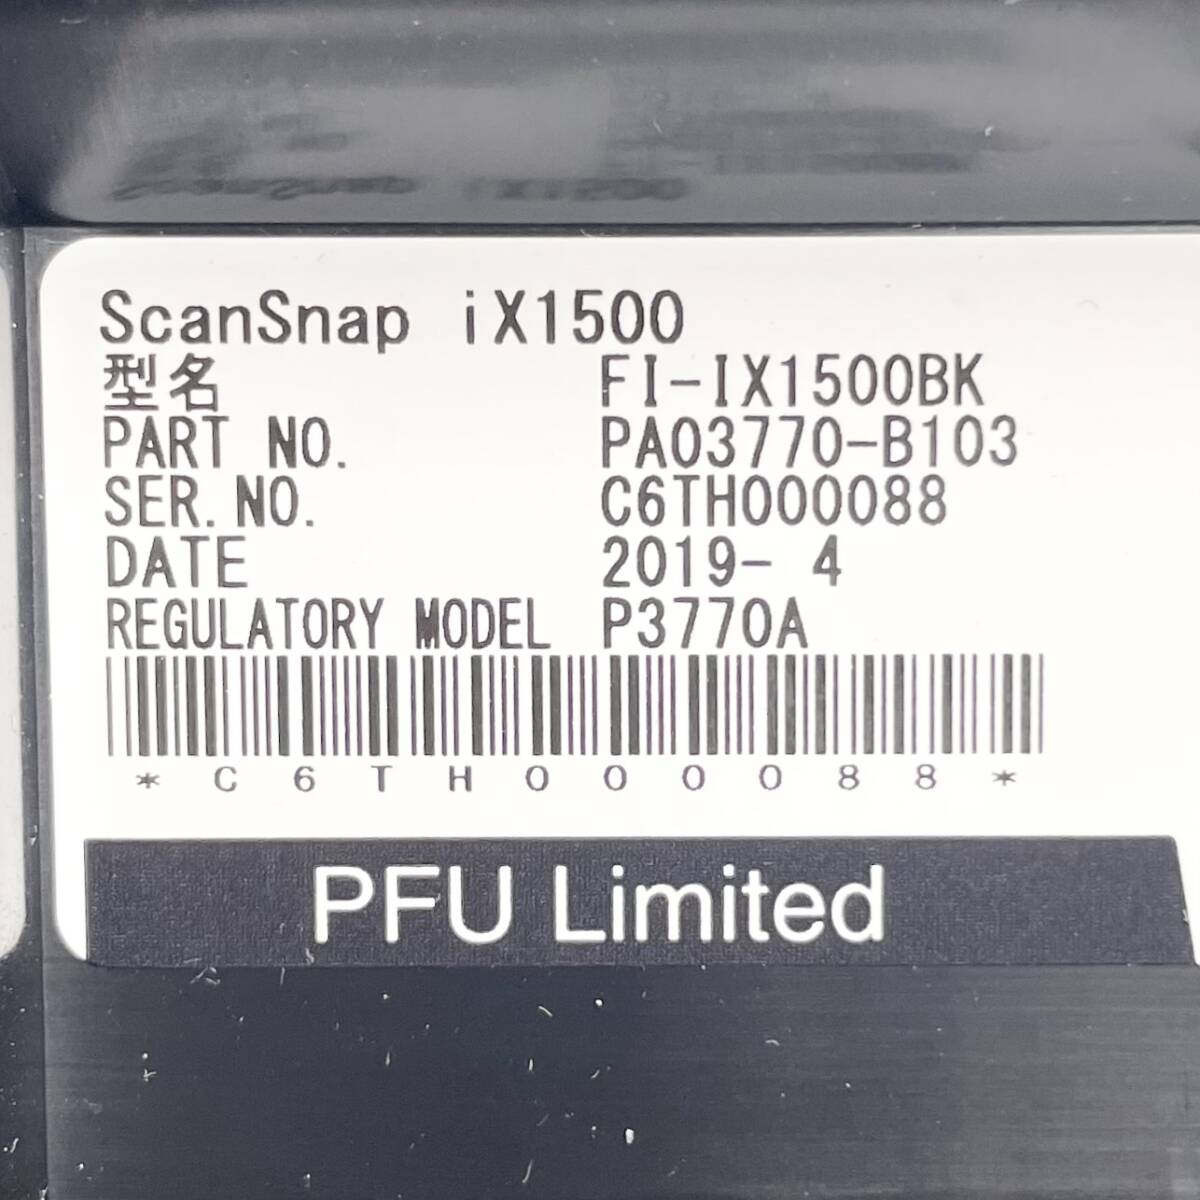 ScanSnap iX1500
型名 FI-IX1500BK
PART NO. PA03770-B103
SER.NO. C6TH000088
DATE 2019- 4
REGULATORY MODEL P3770A
*C6TH000088*
PFU Limited